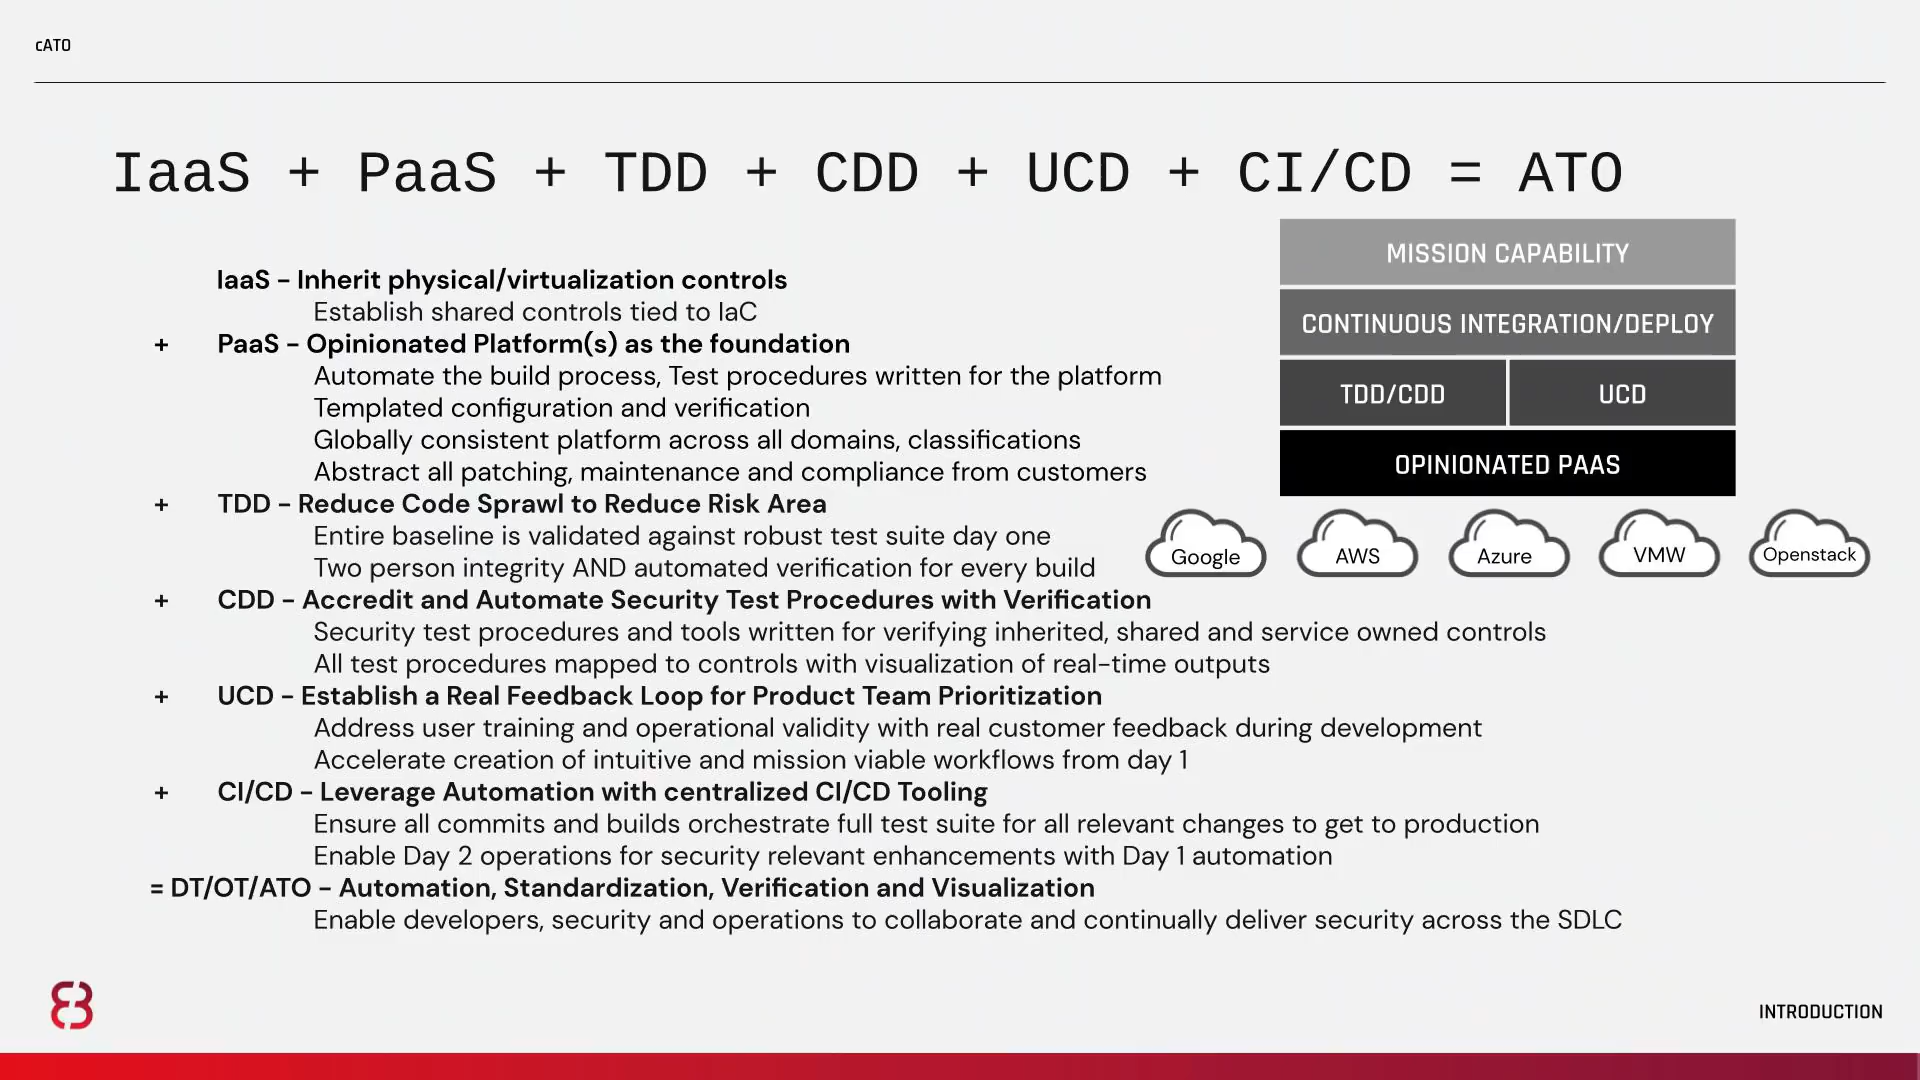 cATO
IaaS + PaaS + TDD + CDD + UCD + CI/CD = ATO
IaaS – Inherit physical/virtualization controls
Establish shared controls tied to IaC
+ PaaS – Opinionated Platform(s) as the foundation
Automate the build process, Test procedures written for the platform
Templated configuration and verification
Globally consistent platform across all domains, classifications
Abstract all patching, maintenance and compliance from customers
+ TDD – Reduce Code Sprawl to Reduce Risk Area
Entire baseline is validated against robust test suite day one
Two person integrity AND automated verification for every build
+ CDD – Accredit and Automate Security Test Procedures with Verification
Security test procedures and tools written for verifying inherited, shared and service owned controls
All test procedures mapped to controls with visualization of real-time outputs
+ UCD – Establish a Real Feedback Loop for Product Team Prioritization
Address user training and operational validity with real customer feedback during development
Accelerate creation of intuitive and mission viable workflows from day 1
+ CI/CD – Leverage Automation with centralized CI/CD Tooling
Ensure all commits and builds orchestrate full test suite for all relevant changes to get to production
Enable Day 2 operations for security relevant enhancements with Day 1 automation
= DT/OT/ATO – Automation, Standardization, Verification and Visualization
Enable developers, security and operations to collaborate and continually deliver security across the SDLC
MISSION CAPABILITY
CONTINUOUS INTEGRATION/DEPLOY
TDD/CDD UCD
OPINIONATED PAAS
Google AWS Azure VMW Openstack
INTRODUCTION